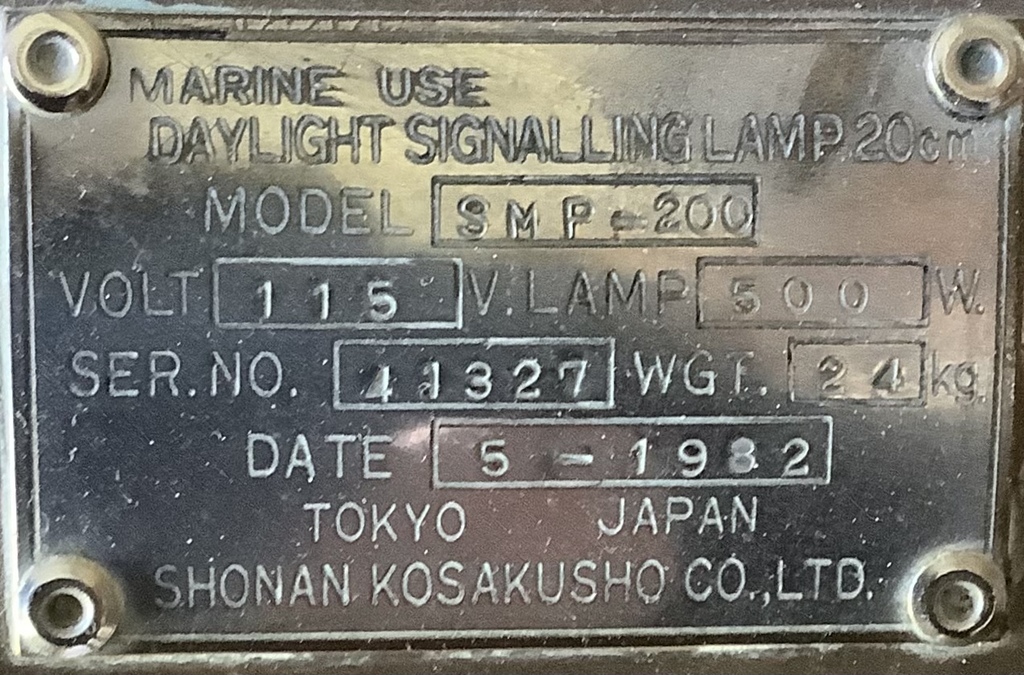 MARINE USE
DAYLIGHT SIGNALLING LAMP 20cm
MODEL SMP-200
VOLT 115 V. LAMP 500 W.
SER. NO. 41327 WGT. 24 kg.
DATE 5-1982
TOKYO JAPAN
SHONAN KOSAKUSHO CO., LTD.